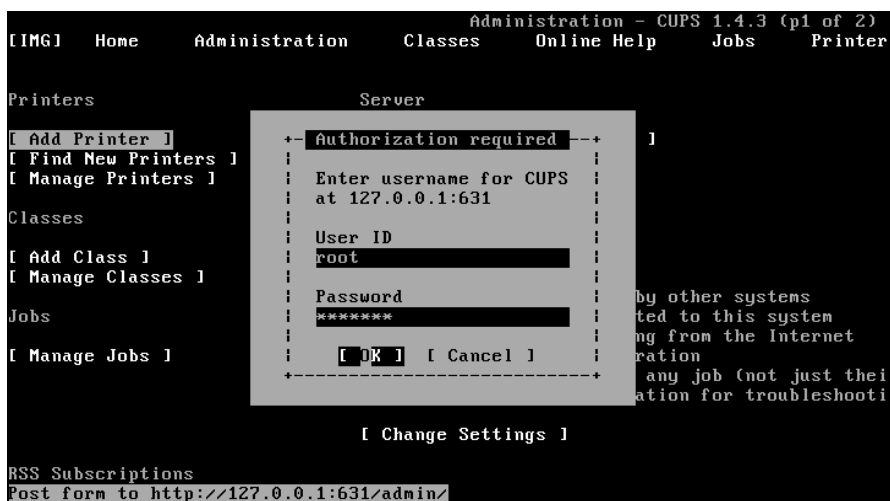 Administration - CUPS 1.4.3 (p1 of 2)
[IMG] Home Administration Classes Online Help Jobs Printer
Printers Server
[ Add Printer ] ]
[ Find New Printers ]
[ Manage Printers ]
Classes
[ Add Class ]
[ Manage Classes ]
Jobs
[ Manage Jobs ]
Authorization required
Enter username for CUPS
at 127.0.0.1:631
User ID
root
Password
*******
[ OK ] [ Cancel ]
by other systems
ted to this system
ng from the Internet
ration
any job (not just thei
ation for troubleshooti
[ Change Settings ]
RSS Subscriptions
Post form to http://127.0.0.1:631/admin/